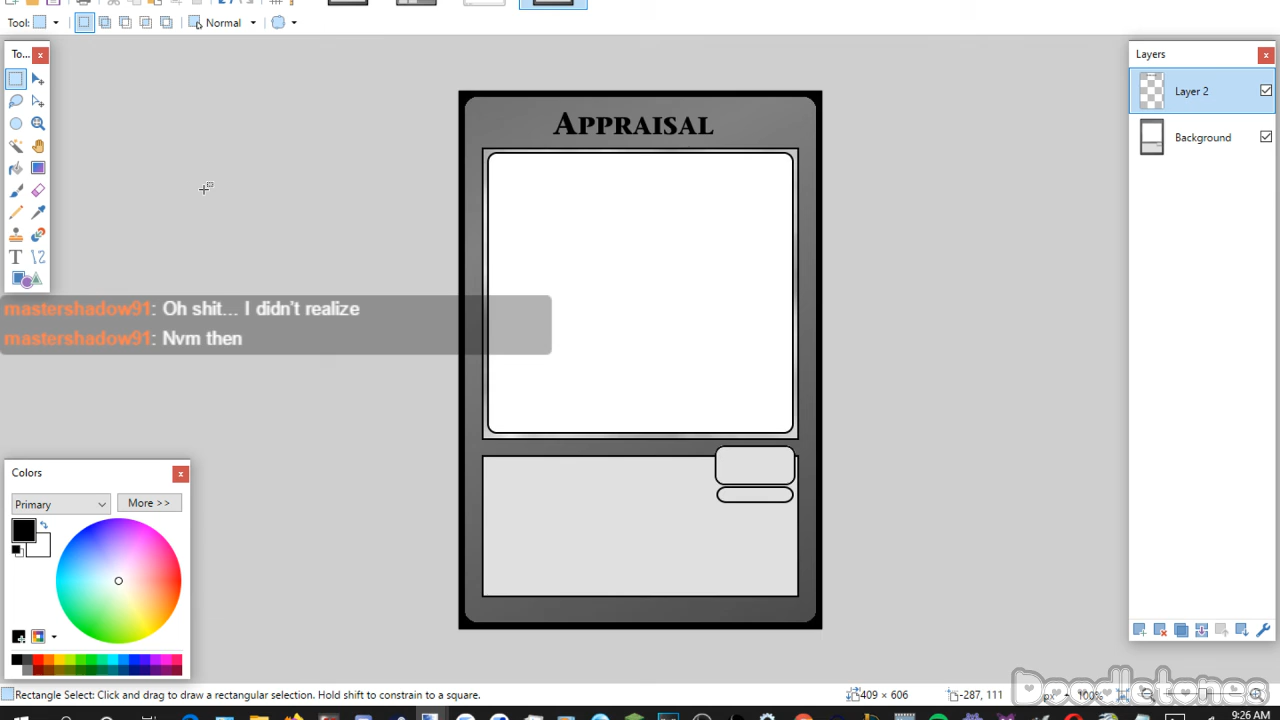 Tool:
Normal
To...
Layers
Layer 2
Background
APPRAISAL
mastershadow91: Oh shit... I didn't realize
mastershadow91: Nvm then
Colors
Primary
More >>
Rectangle Select: Click and drag to draw a rectangular selection. Hold shift to constrain to a square.
409 × 606
-287, 111
px
100%
Doodletones
9:26 AM